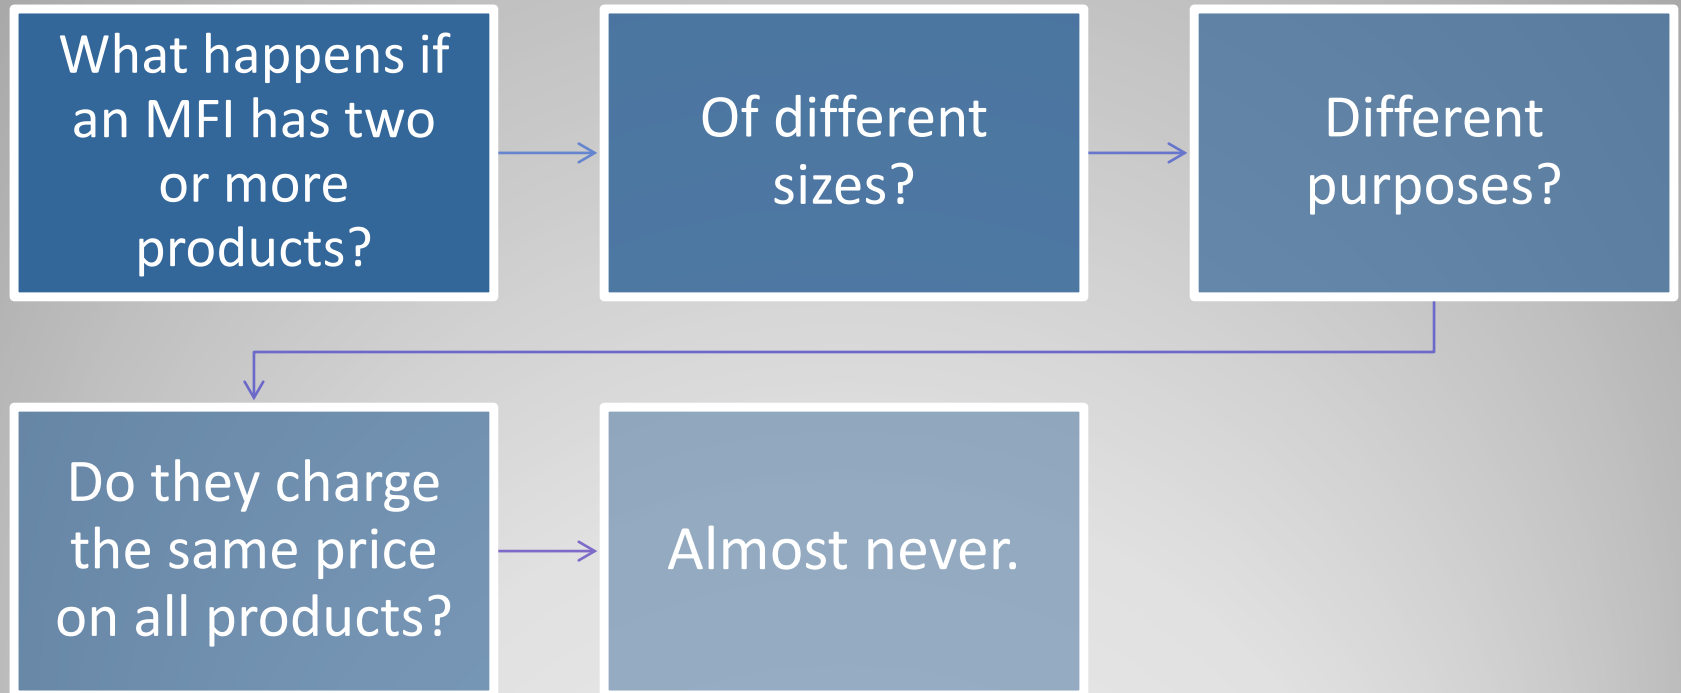 What happens if
an MFI has two
or more
products?
Of different
sizes?
Different
purposes?
Do they charge
the same price
on all products?
Almost never.